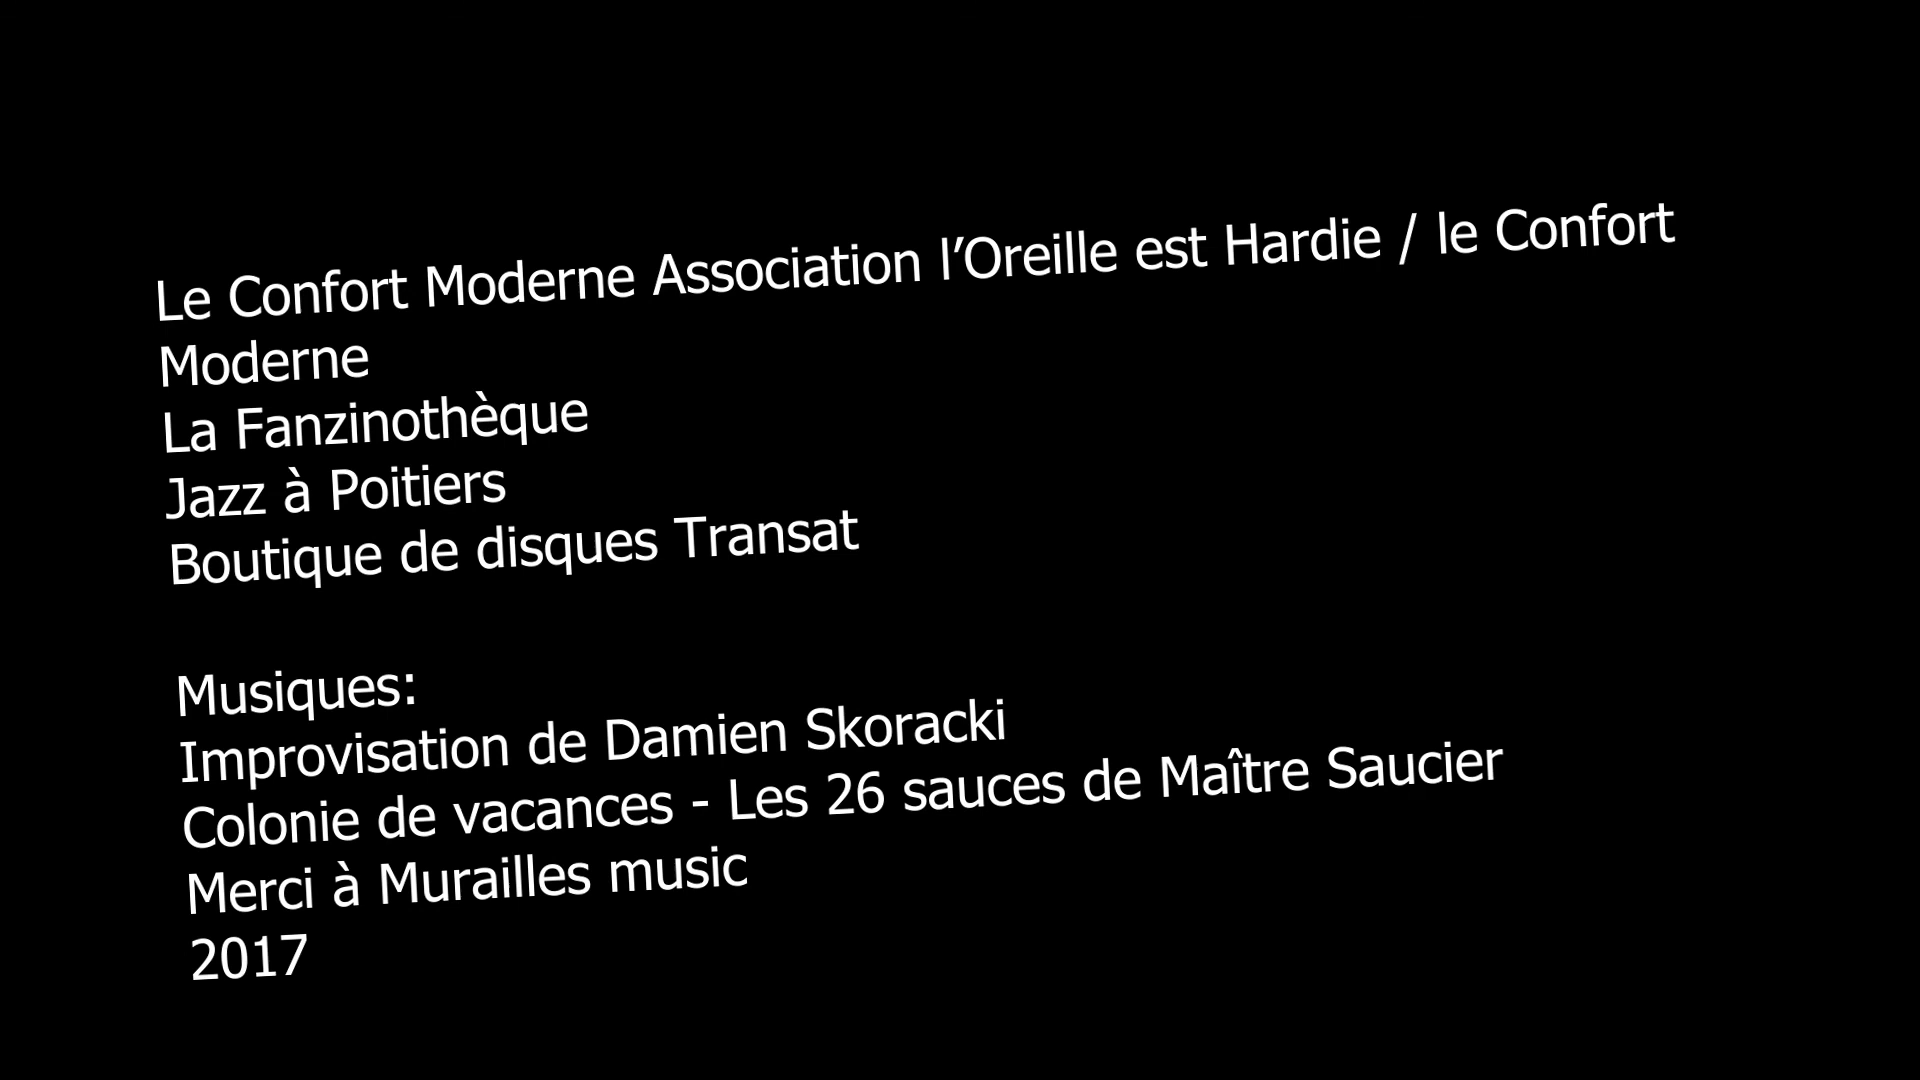 Le Confort Moderne Association l’Oreille est Hardie / le Confort
Moderne
La Fanzinothèque
Jazz à Poitiers
Boutique de disques Transat
Musiques:
Improvisation de Damien Skoracki
Colonie de vacances - Les 26 sauces de Maître Saucier
Merci à Murailles music
2017